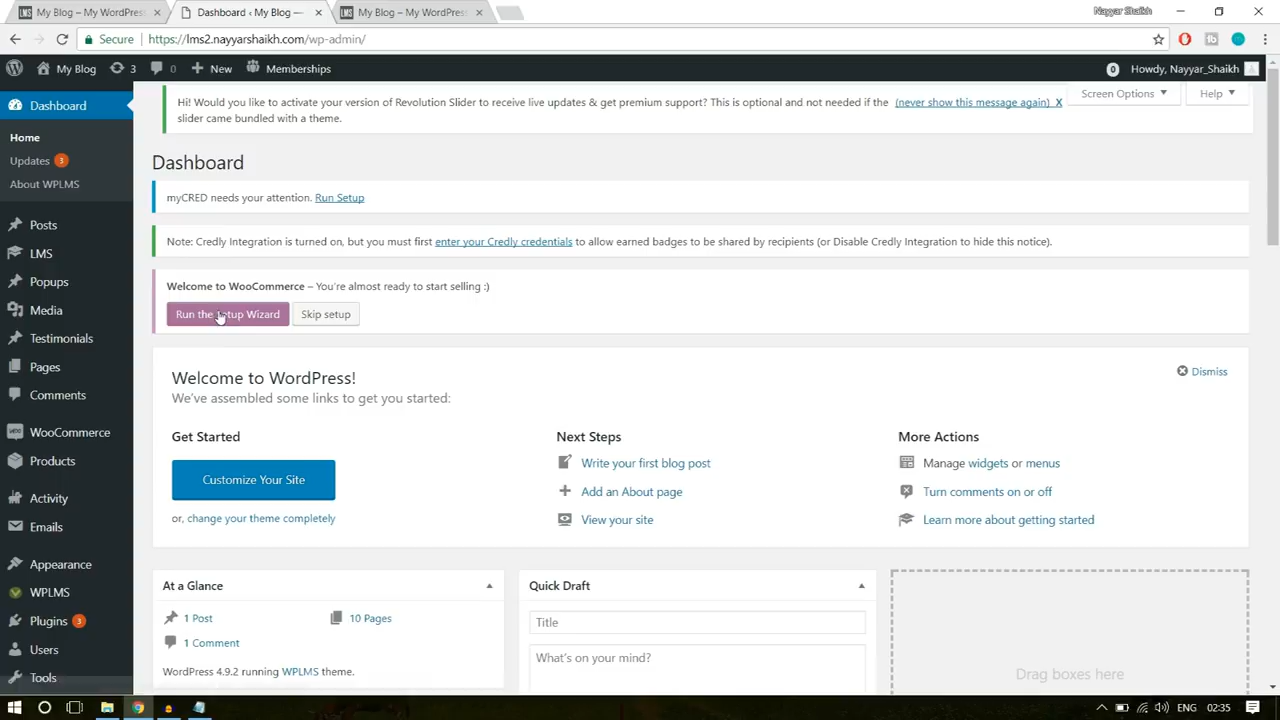 My Blog – My WordPress
Dashboard ‹ My Blog —
My Blog – My WordPress
Nayyar Shaikh
Secure
https://lms2.nayyarshaikh.com/wp-admin/
My Blog
3
0
New
Memberships
0
Howdy, Nayyar_Shaikh
Hi! Would you like to activate your version of Revolution Slider to receive live updates & get premium support? This is optional and not needed if the
slider came bundled with a theme.
(never show this message again) X
Screen Options
Help
Dashboard
Home
Updates 3
About WPLMS
Posts
LMS
Popups
Media
Testimonials
Pages
Comments
WooCommerce
Products
Activity
Emails
Appearance
WPLMS
Plugins 3
Users
Tools
Dashboard
myCRED needs your attention. Run Setup
Note: Credly Integration is turned on, but you must first enter your Credly credentials to allow earned badges to be shared by recipients (or Disable Credly Integration to hide this notice).
Welcome to WooCommerce – You're almost ready to start selling :)
Run the Setup Wizard
Skip setup
Welcome to WordPress!
Dismiss
We've assembled some links to get you started:
Get Started
Customize Your Site
or, change your theme completely
Next Steps
Write your first blog post
Add an About page
View your site
More Actions
Manage widgets or menus
Turn comments on or off
Learn more about getting started
At a Glance
1 Post
10 Pages
1 Comment
WordPress 4.9.2 running WPLMS theme.
Quick Draft
Title
What's on your mind?
Drag boxes here
ENG
02:35